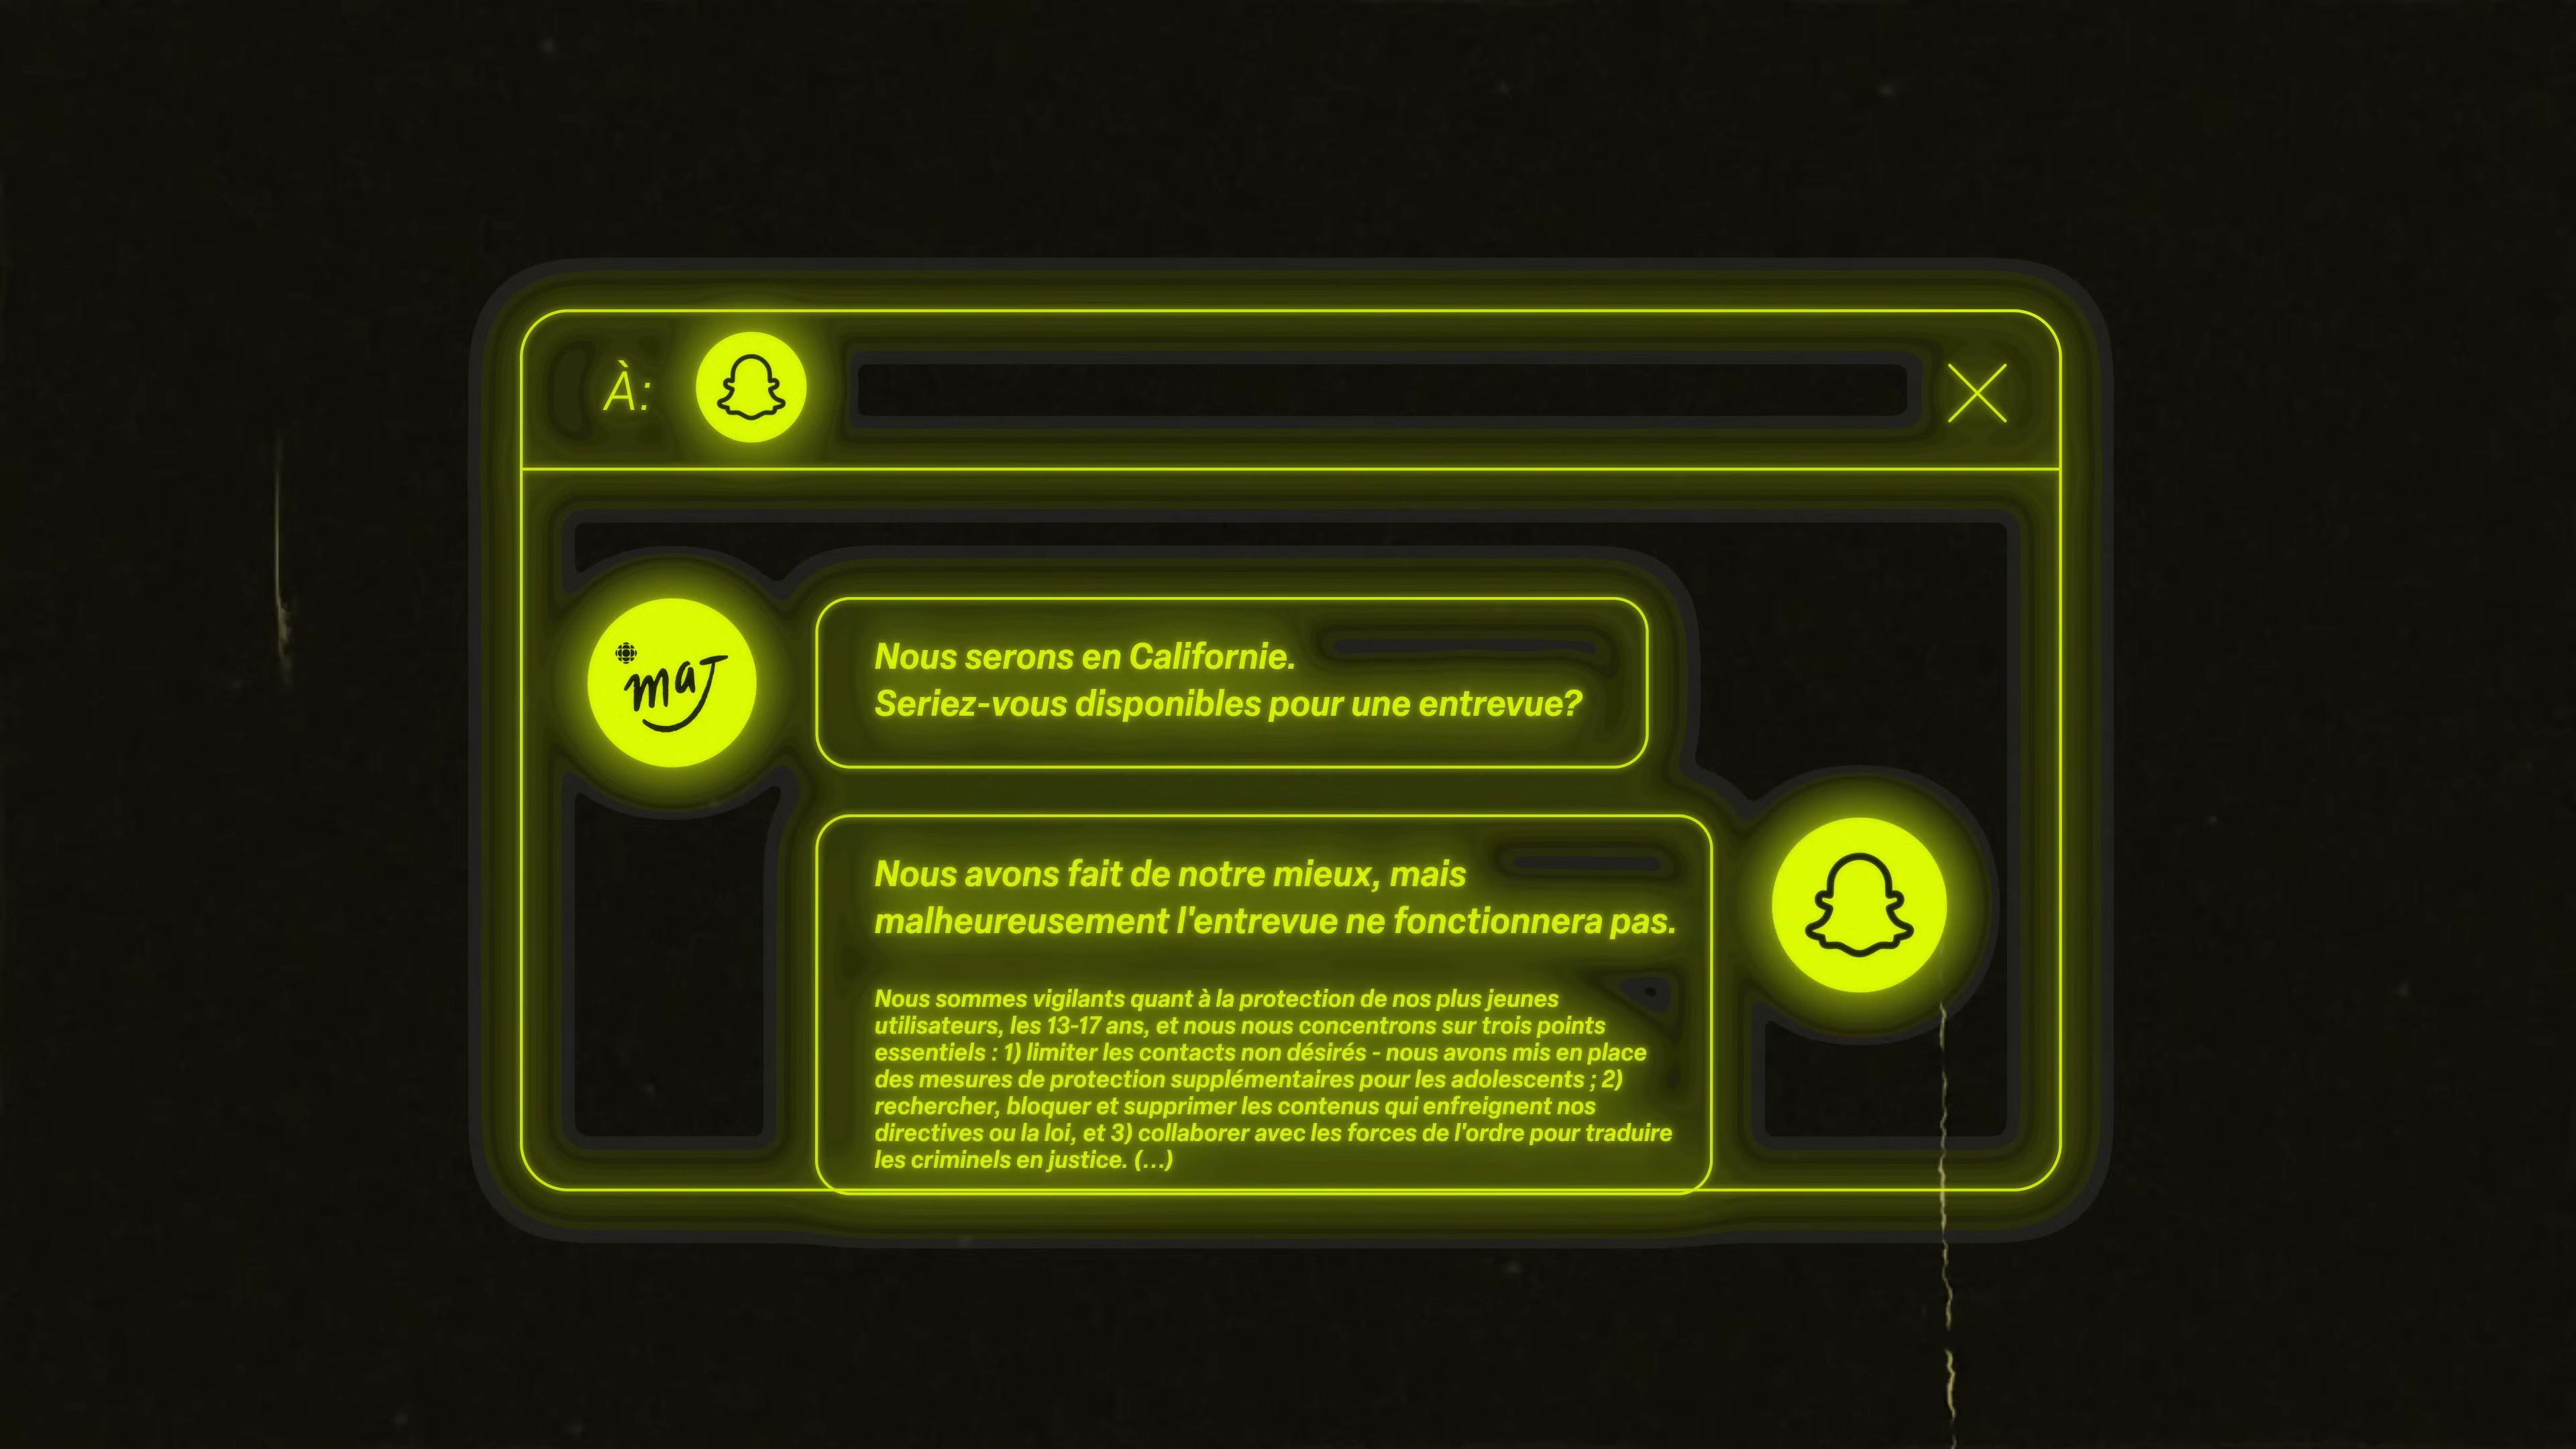 À:
maj
Nous serons en Californie.
Seriez-vous disponibles pour une entrevue?
Nous avons fait de notre mieux, mais
malheureusement l'entrevue ne fonctionnera pas.
Nous sommes vigilants quant à la protection de nos plus jeunes
utilisateurs, les 13-17 ans, et nous nous concentrons sur trois points
essentiels : 1) limiter les contacts non désirés - nous avons mis en place
des mesures de protection supplémentaires pour les adolescents ; 2)
rechercher, bloquer et supprimer les contenus qui enfreignent nos
directives ou la loi, et 3) collaborer avec les forces de l'ordre pour traduire
les criminels en justice. (...)